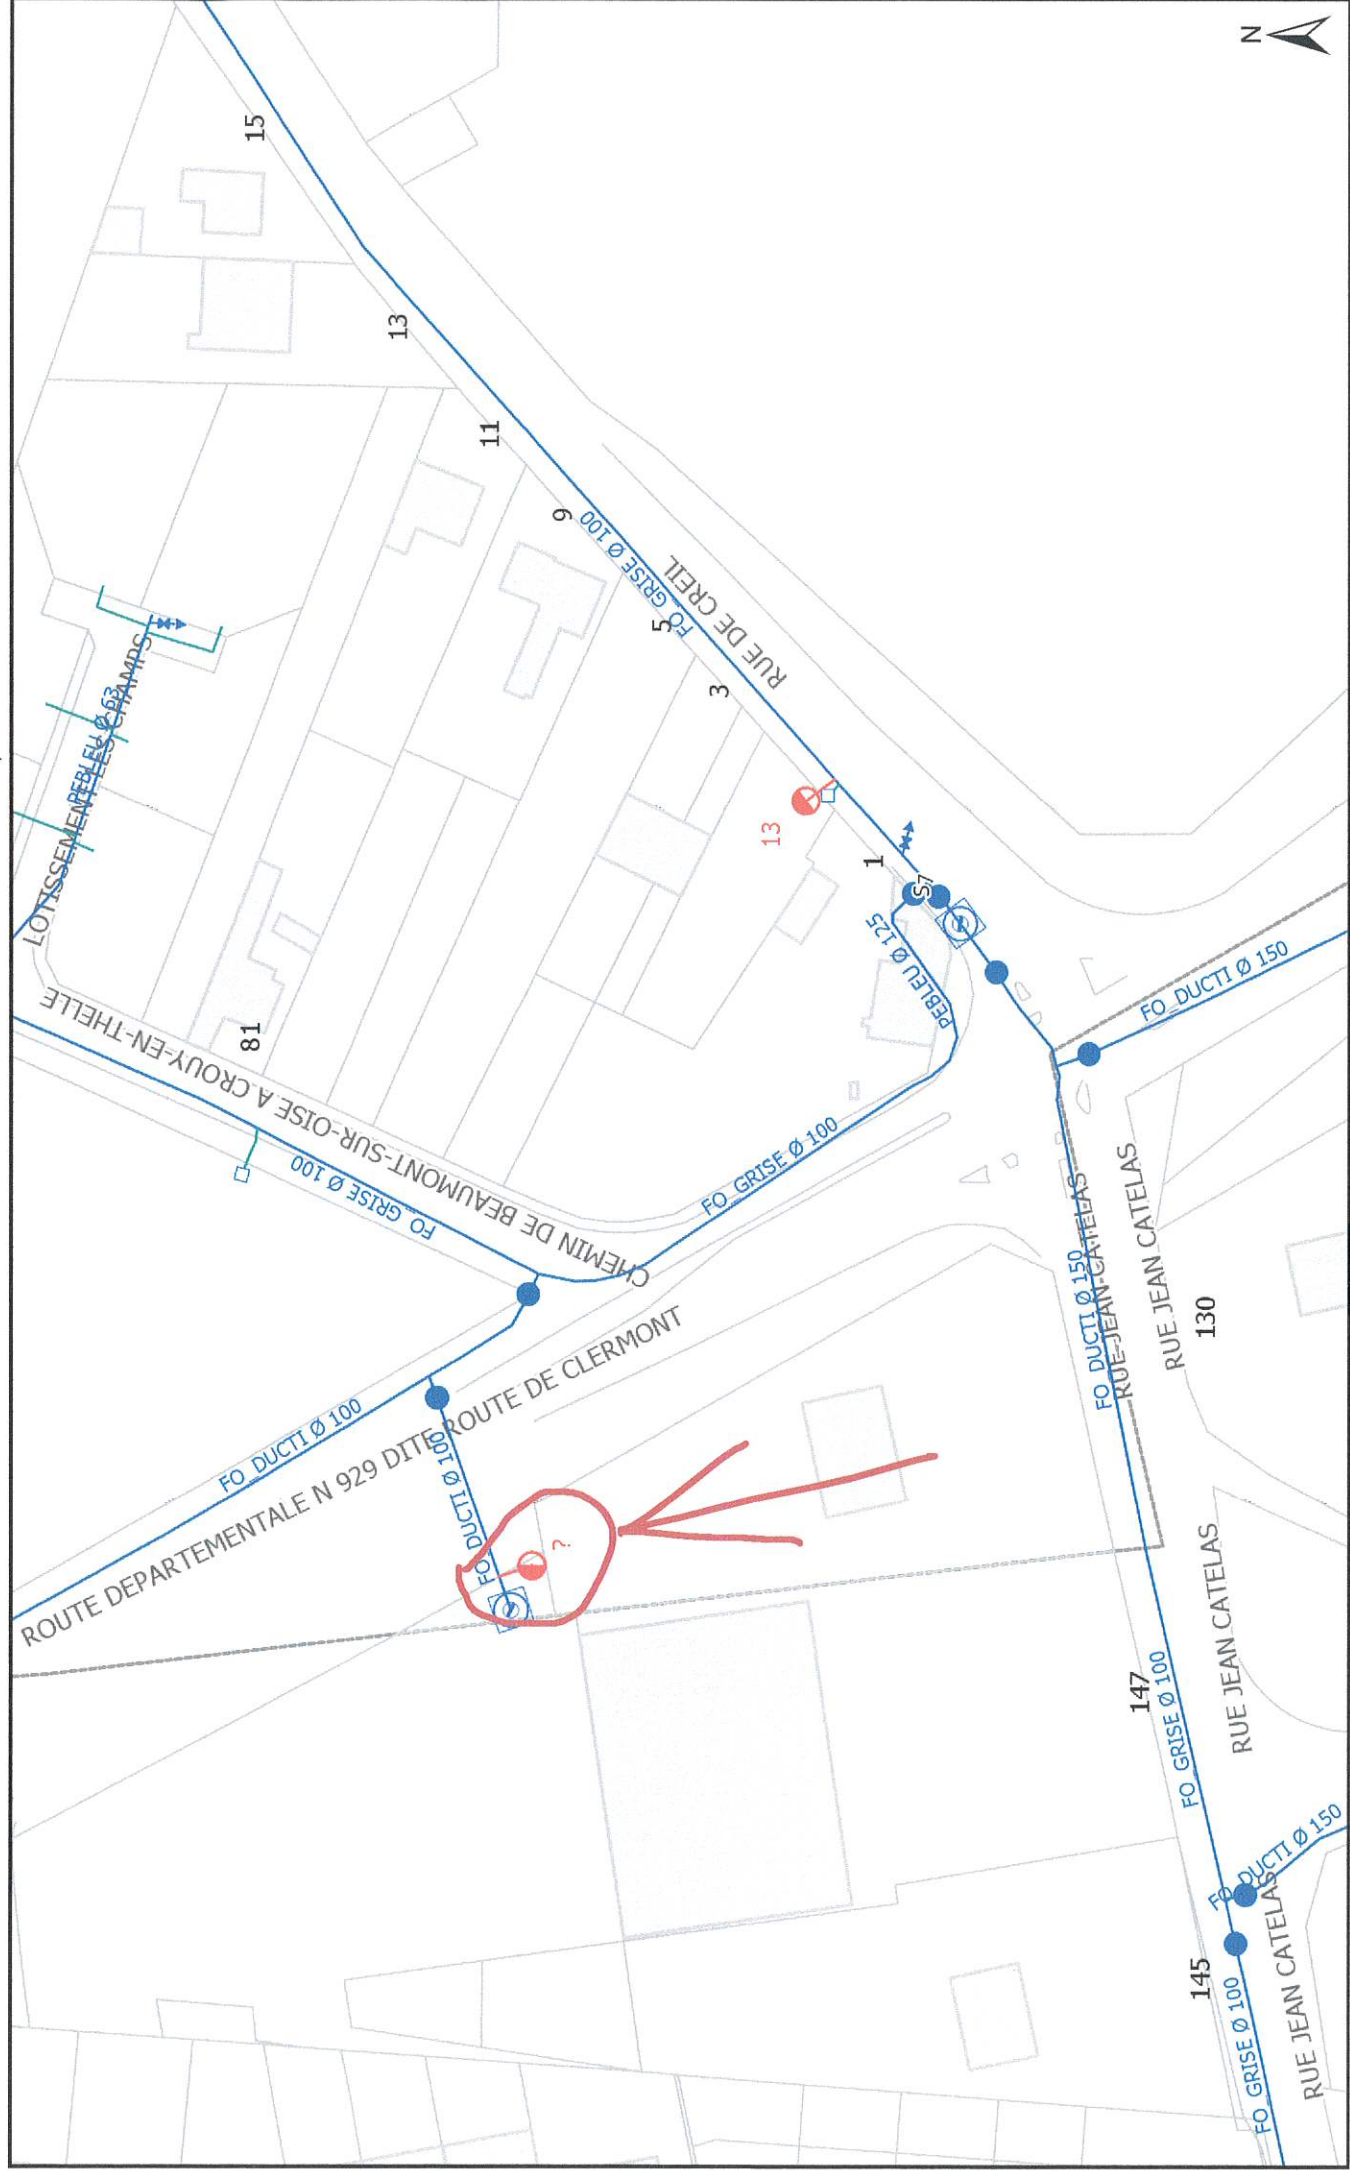 N
15
13
11
9
FO_GRISE Ø 100
5
RUE DE CREIL
3
13
1
S7
PEBLEU Ø 63
LOTISSEMENT LES CHAMPS
81
CHEMIN DE BEAUMONT-SUR-OISE A CROUY-EN-THELLE
FO_GRISE Ø 100
PEBLEU Ø 125
FO_GRISE Ø 100
FO_DUCTI Ø 150
FO_DUCTI Ø 100
ROUTE DEPARTEMENTALE N 929 DITE ROUTE DE CLERMONT
FO_DUCTI Ø 100
?
FO_DUCTI Ø 150
RUE JEAN CATELAS
RUE JEAN CATELAS
130
RUE JEAN CATELAS
147
FO_GRISE Ø 100
FO_DUCTI Ø 150
145
FO_GRISE Ø 100
RUE JEAN CATELAS